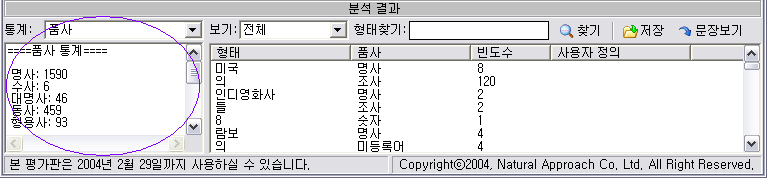 분석 결과
통계: 품사 보기: 전체 형태찾기: 찾기 저장 문장보기
====품사 통계====
명사: 1590
수사: 6
대명사: 46
동사: 459
형용사: 93
형태 품사 빈도수 사용자 정의
미국 명사 8
의 조사 120
인디영화사 명사 2
들 조사 2
8 숫자 1
람보 명사 4
의 미등록어 4
본 평가판은 2004년 2월 29일까지 사용하실 수 있습니다.
Copyright©2004, Natural Approach Co, Ltd, All Right Reserved,